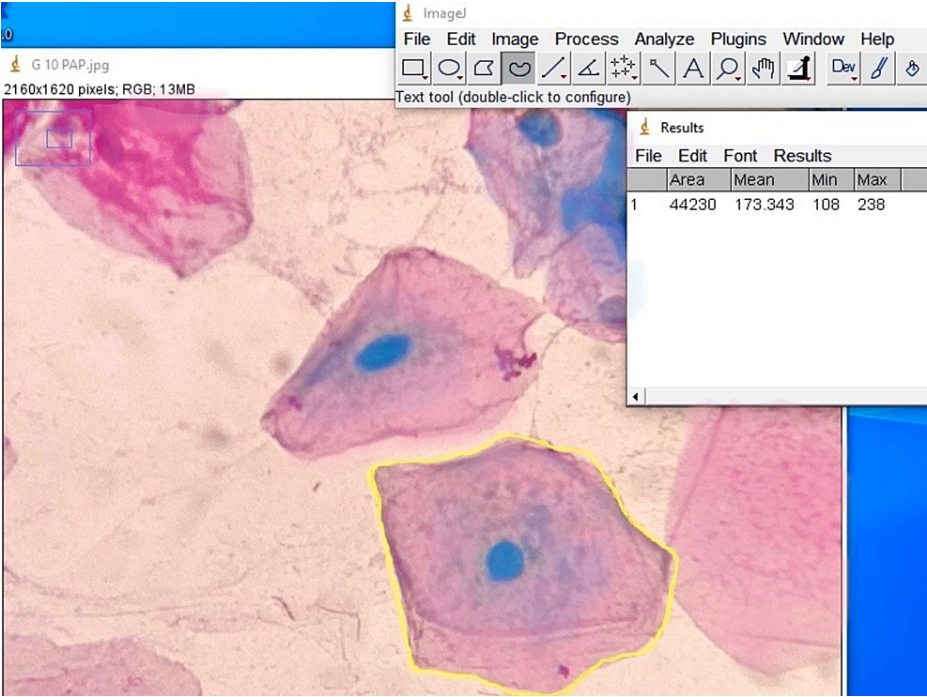 ImageJ
File Edit Image Process Analyze Plugins Window Help
.0
G 10 PAP.jpg
2160x1620 pixels; RGB; 13MB
Dev
Text tool (double-click to configure)
Results
File Edit Font Results
Area Mean Min Max
1 44230 173.343 108 238